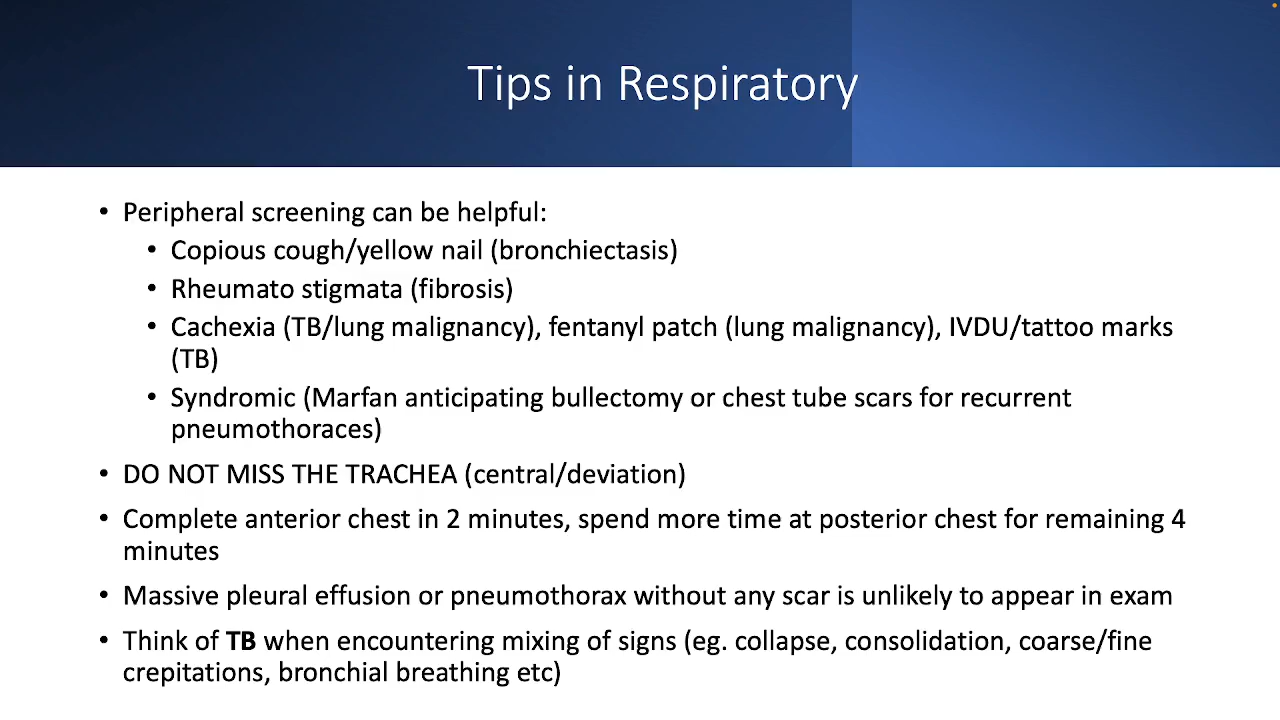 Tips in Respiratory
• Peripheral screening can be helpful:
• Copious cough/yellow nail (bronchiectasis)
• Rheumato stigmata (fibrosis)
• Cachexia (TB/lung malignancy), fentanyl patch (lung malignancy), IVDU/tattoo marks
(TB)
• Syndromic (Marfan anticipating bullectomy or chest tube scars for recurrent
pneumothoraces)
• DO NOT MISS THE TRACHEA (central/deviation)
• Complete anterior chest in 2 minutes, spend more time at posterior chest for remaining 4
minutes
• Massive pleural effusion or pneumothorax without any scar is unlikely to appear in exam
• Think of TB when encountering mixing of signs (eg. collapse, consolidation, coarse/fine
crepitations, bronchial breathing etc)